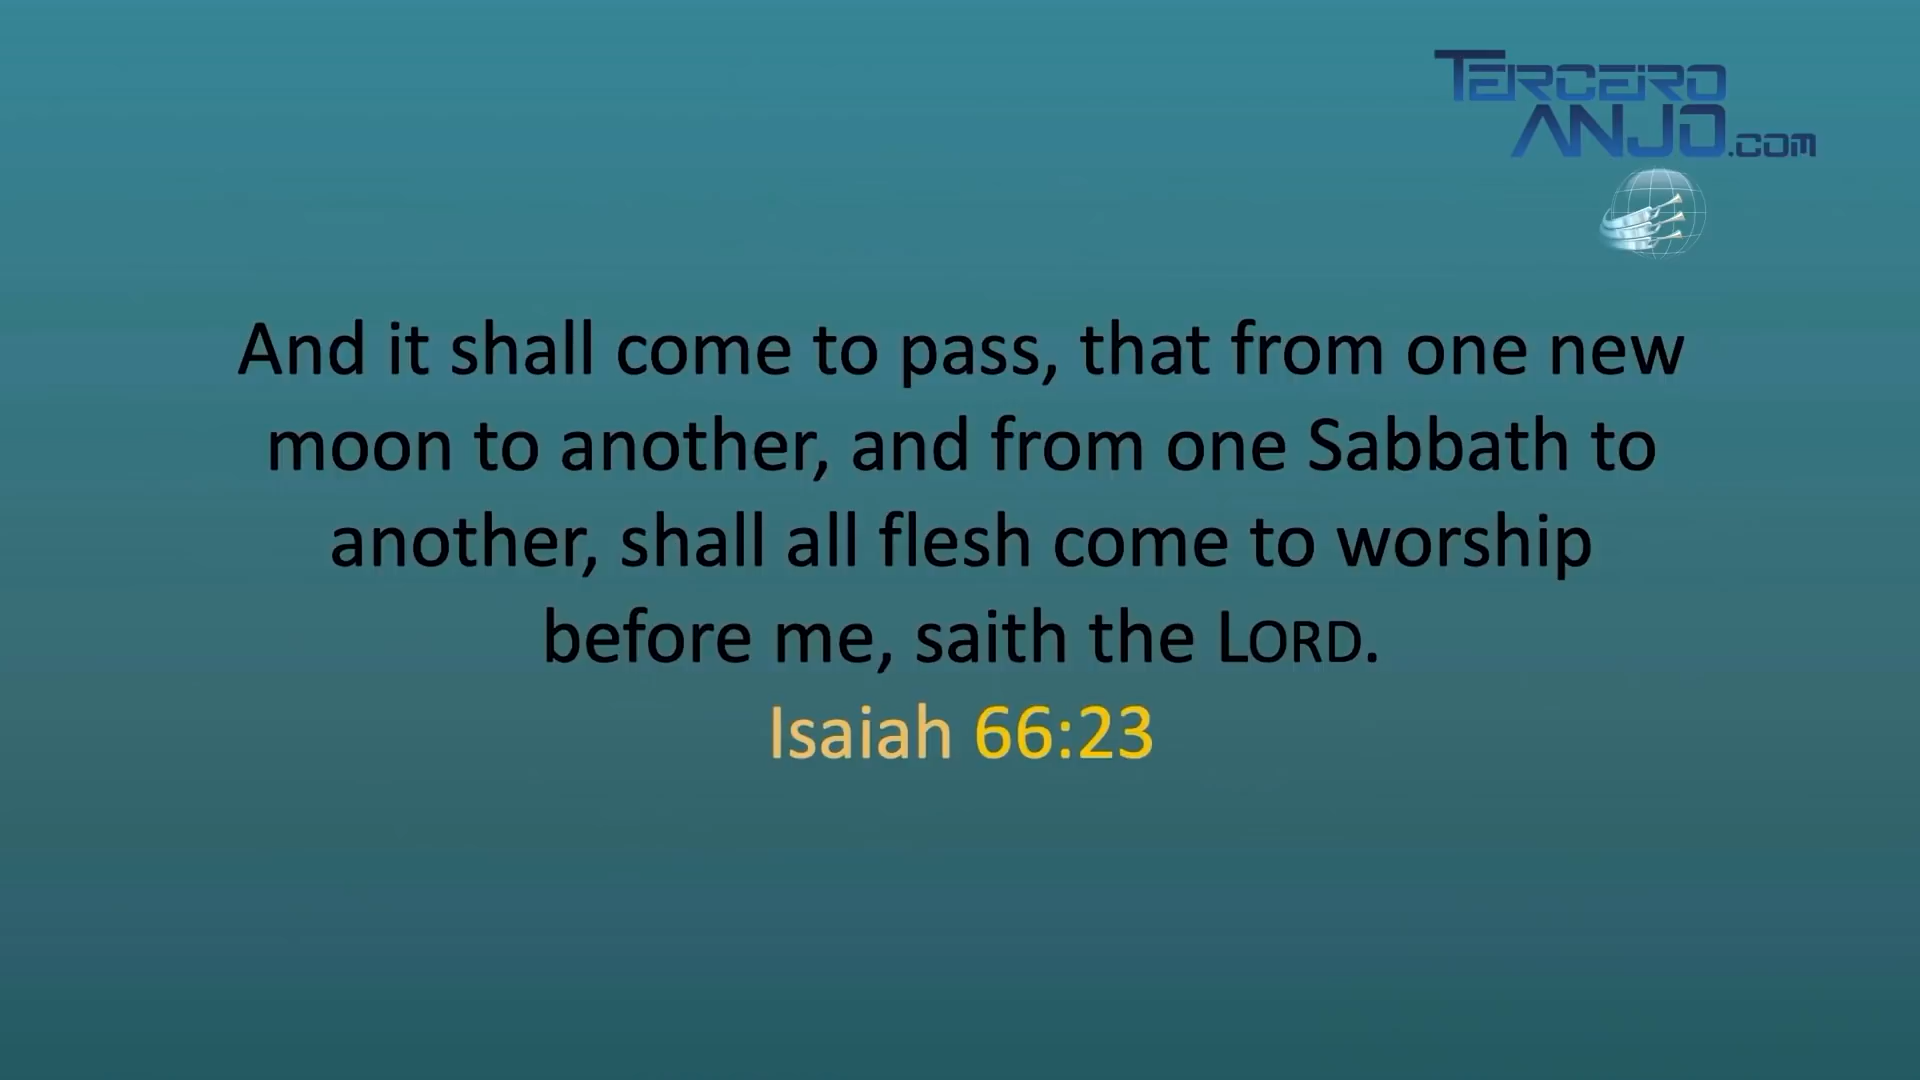 TERCEIRO
ANJO.com
And it shall come to pass, that from one new
moon to another, and from one Sabbath to
another, shall all flesh come to worship
before me, saith the LORD.
Isaiah 66:23